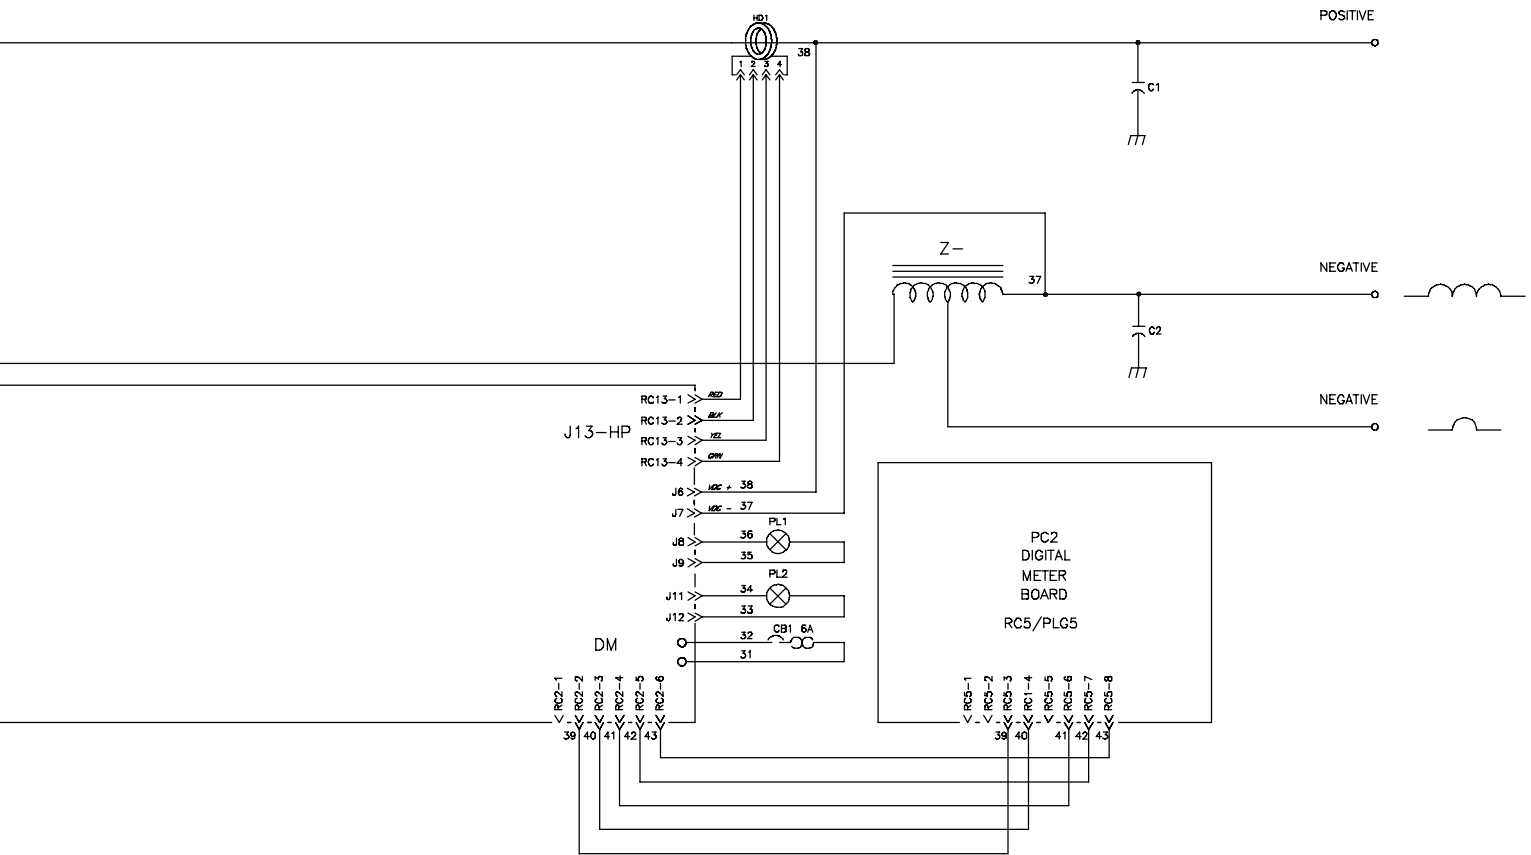 HD1
POSITIVE
38
1 2 3 4
C1
Z-
NEGATIVE
37
C2
NEGATIVE
RC13-1 RED
RC13-2 BLK
J13-HP
RC13-3 YEL
RC13-4 GRN
J6 VDC + 38
J7 VDC - 37
PL1
J8 36
J9 35
PL2
J11 34
J12 33
CB1 6A
DM
32
31
PC2
DIGITAL
METER
BOARD
RC5/PLG5
RC2-1
RC2-2
RC2-3
RC2-4
RC2-5
RC2-6
RC5-1
RC5-2
RC5-3
RC1-4
RC5-5
RC5-6
RC5-7
RC5-8
39 40 41 42 43
39 40 41 42 43